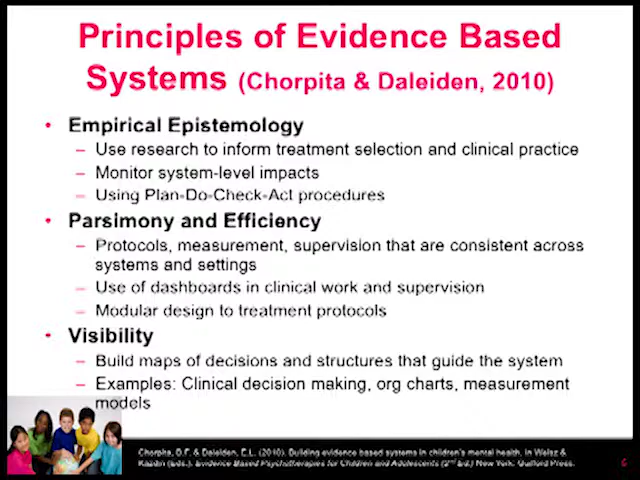 Principles of Evidence Based
Systems (Chorpita & Daleiden, 2010)
• Empirical Epistemology
– Use research to inform treatment selection and clinical practice
– Monitor system-level impacts
– Using Plan-Do-Check-Act procedures
• Parsimony and Efficiency
– Protocols, measurement, supervision that are consistent across
systems and settings
– Use of dashboards in clinical work and supervision
– Modular design to treatment protocols
• Visibility
– Build maps of decisions and structures that guide the system
– Examples: Clinical decision making, org charts, measurement
models
Chorpita, B.F. & Daleiden, E.L. (2010). Building evidence based systems in children's mental health. In Weisz &
Kazdin (Eds.). Evidence Based Psychotherapies for Children and Adolescents (2nd Ed.) New York: Guilford Press.
6